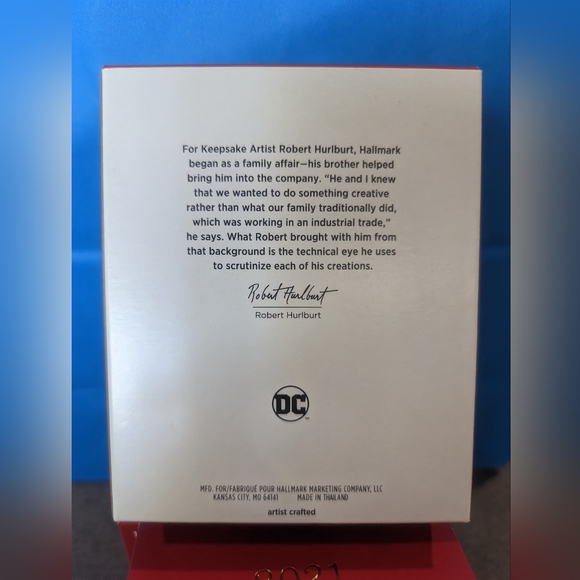 For Keepsake Artist Robert Hurlburt, Hallmark
began as a family affair—his brother helped
bring him into the company. “He and I knew
that we wanted to do something creative
rather than what our family traditionally did,
which was working in an industrial trade,”
he says. What Robert brought with him from
that background is the technical eye he uses
to scrutinize each of his creations.
Robert Hurlburt
Robert Hurlburt
DC™
MFD. FOR/FABRIQUÉ POUR HALLMARK MARKETING COMPANY, LLC
KANSAS CITY, MO 64141 MADE IN THAILAND
artist crafted
2021